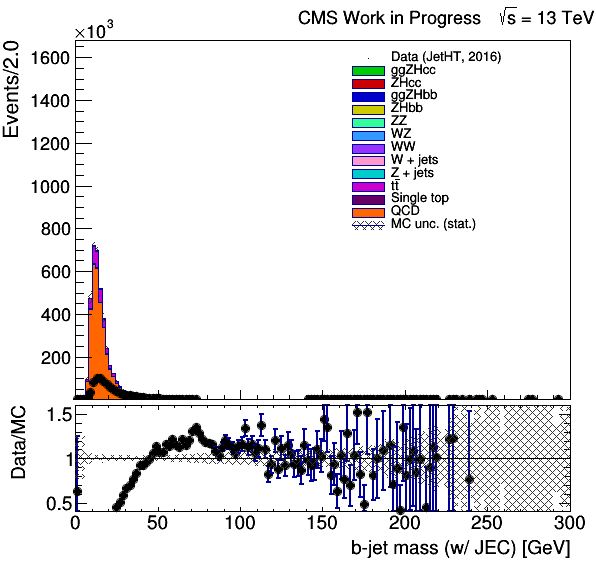 CMS Work in Progress √s = 13 TeV
×10³
Events/2.0
1600
1400
1200
1000
800
600
400
200
Data (JetHT, 2016)
ggZHcc
ZHcc
ggZHbb
ZHbb
ZZ
WZ
WW
W + jets
Z + jets
tt̄
Single top
QCD
MC unc. (stat.)
Data/MC
1.5
1
0.5
0 50 100 150 200 250 300
b-jet mass (w/ JEC) [GeV]